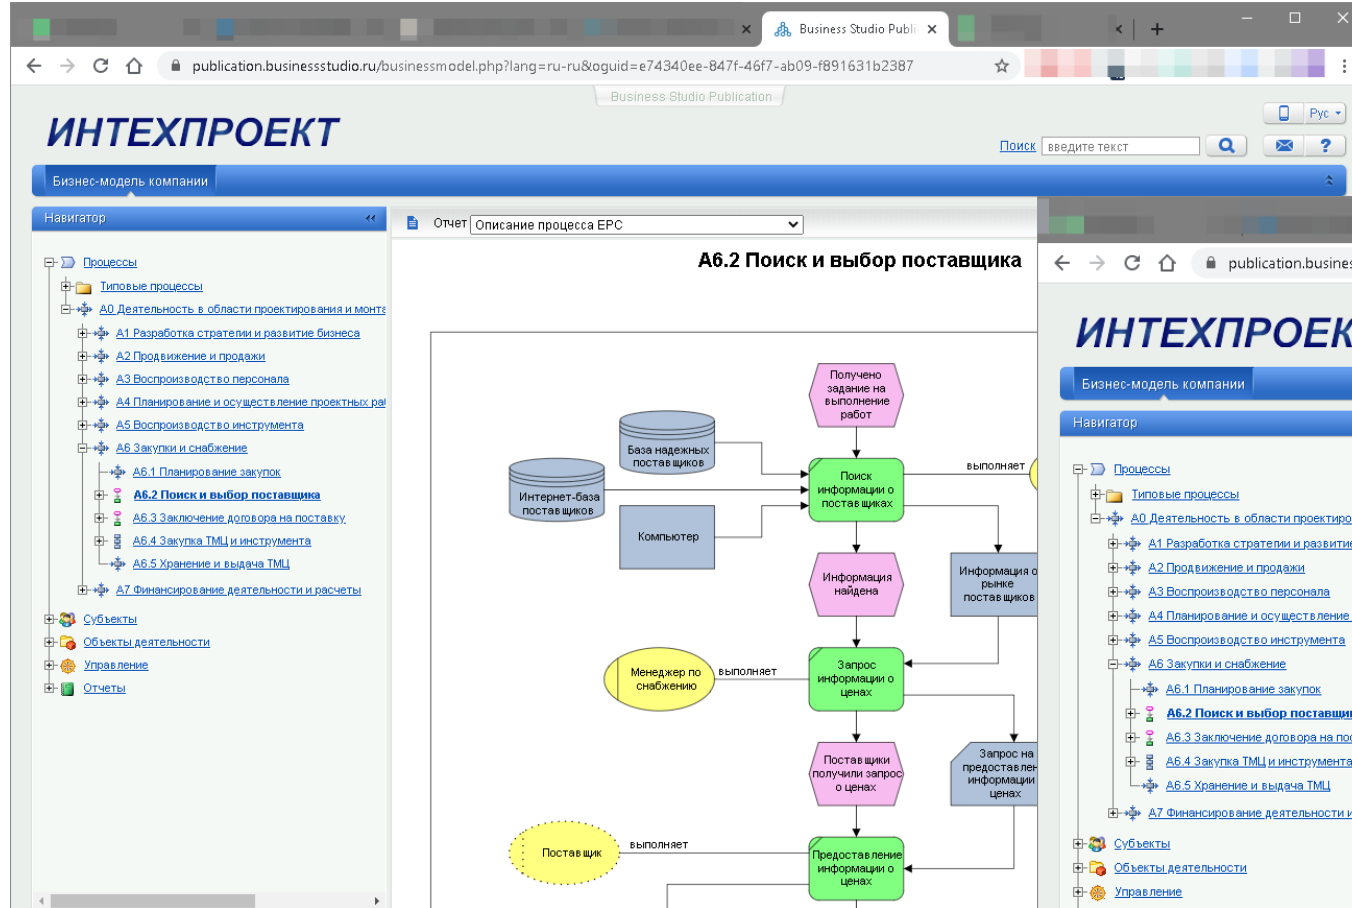 Business Studio Publi
publication.businessstudio.ru/businessmodel.php?lang=ru-ru&oguid=e74340ee-847f-46f7-ab09-f891631b2387
Business Studio Publication
ИНТЕХПРОЕКТ
Рус
Поиск
введите текст
?
Бизнес-модель компании
Навигатор
Процессы
Типовые процессы
А0 Деятельность в области проектирования и монта
А1 Разработка стратегии и развитие бизнеса
А2 Продвижение и продажи
А3 Воспроизводство персонала
А4 Планирование и осуществление проектных ра
А5 Воспроизводство инструмента
А6 Закупки и снабжение
А6.1 Планирование закупок
А6.2 Поиск и выбор поставщика
А6.3 Заключение договора на поставку
А6.4 Закупка ТМЦ и инструмента
А6.5 Хранение и выдача ТМЦ
А7 Финансирование деятельности и расчеты
Субъекты
Объекты деятельности
Управление
Отчеты
Отчет
Описание процесса EPC
А6.2 Поиск и выбор поставщика
Получено
задание на
выполнение
работ
База надежных
поставщиков
Интернет-база
поставщиков
Компьютер
Поиск
информации о
поставщиках
выполняет
Информация
найдена
Информация о
рынке
поставщиков
Менеджер по
снабжению
выполняет
Запрос
информации о
ценах
Поставщики
получили запрос
о ценах
Запрос на
предоставлен
информации
ценах
Поставщик
выполняет
Предоставление
информации о
ценах
publication.busines
ИНТЕХПРОЕК
Бизнес-модель компании
Навигатор
Процессы
Типовые процессы
А0 Деятельность в области проектиро
А1 Разработка стратегии и развитие
А2 Продвижение и продажи
А3 Воспроизводство персонала
А4 Планирование и осуществление
А5 Воспроизводство инструмента
А6 Закупки и снабжение
А6.1 Планирование закупок
А6.2 Поиск и выбор поставщи
А6.3 Заключение договора на пос
А6.4 Закупка ТМЦ и инструмента
А6.5 Хранение и выдача ТМЦ
А7 Финансирование деятельности и
Субъекты
Объекты деятельности
Управление